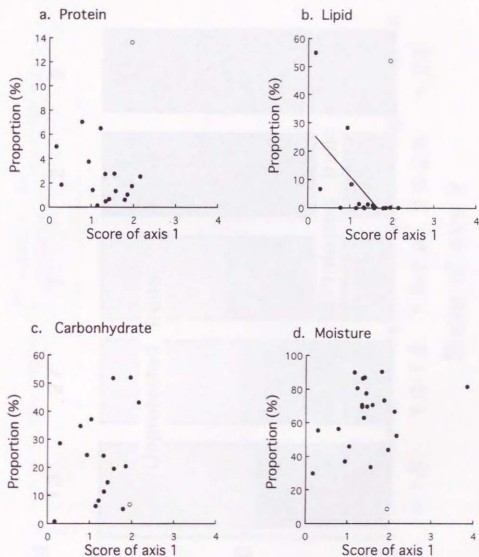 a. Protein
14
12
10
8
6
4
2
0
0 1 2 3 4
Proportion (%)
Score of axis 1
b. Lipid
60
50
40
30
20
10
0
0 1 2 3 4
Proportion (%)
Score of axis 1
c. Carbonhydrate
60
50
40
30
20
10
0
0 1 2 3 4
Proportion (%)
Score of axis 1
d. Moisture
100
80
60
40
20
0
0 1 2 3 4
Proportion (%)
Score of axis 1